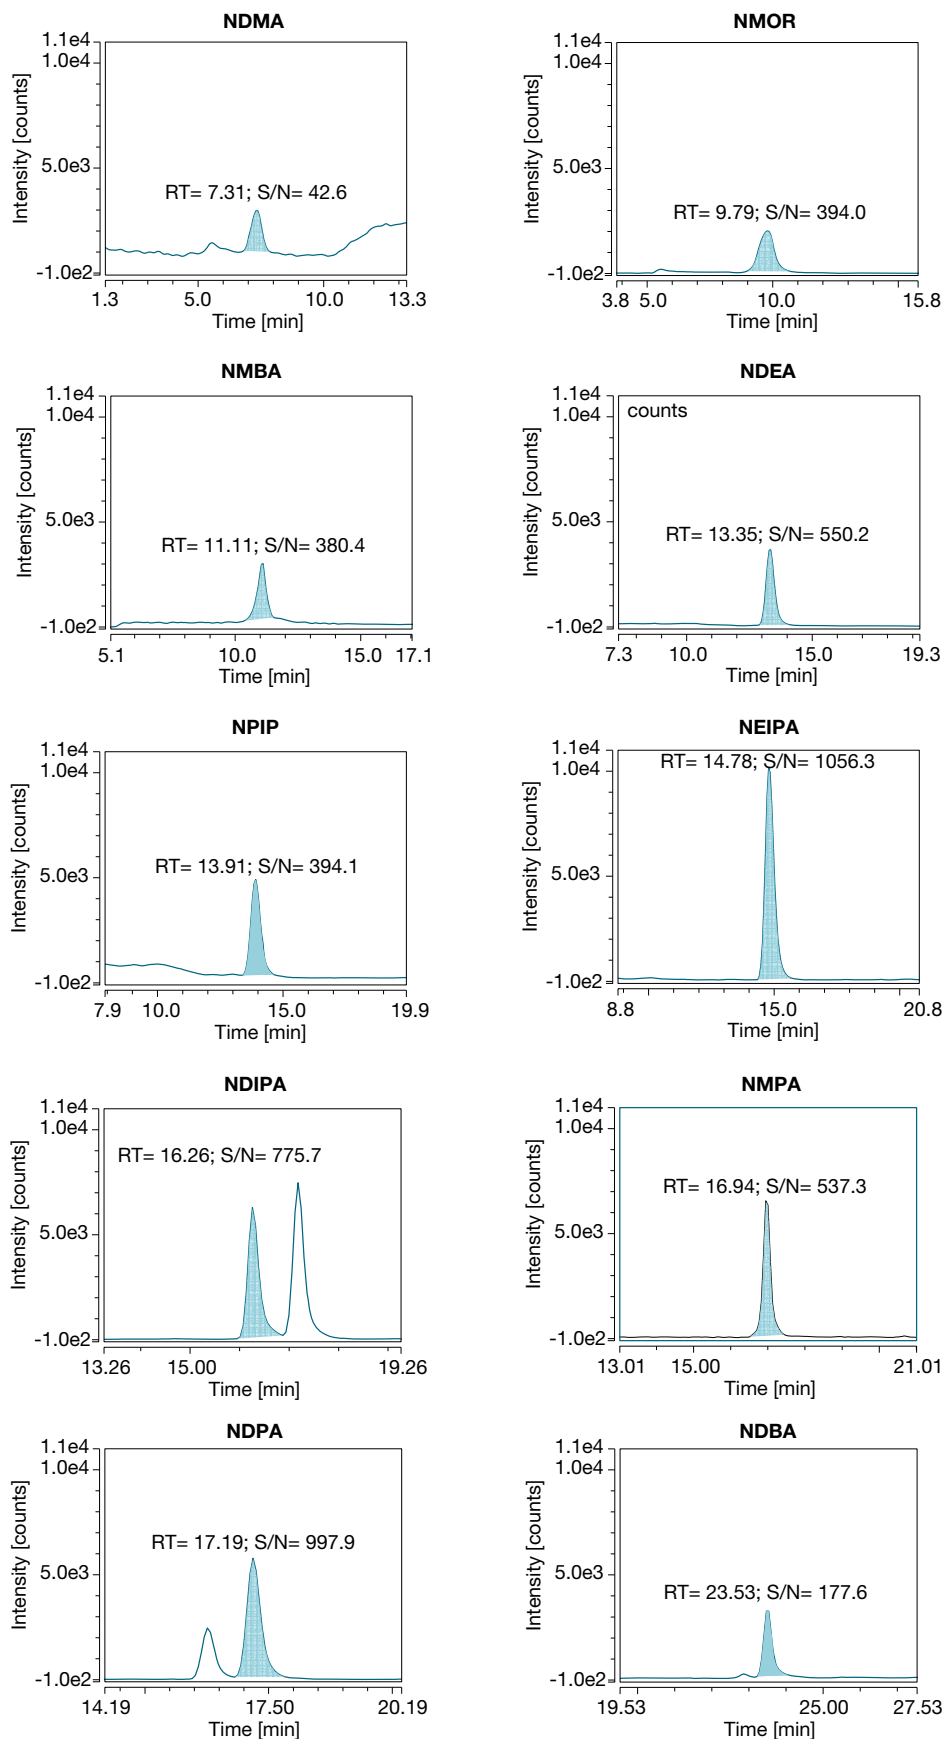 NDMA
1.1e4
1.0e4
5.0e3
-1.0e2
Intensity [counts]
RT= 7.31; S/N= 42.6
1.3 5.0 10.0 13.3
Time [min]
NMOR
1.1e4
1.0e4
5.0e3
-1.0e2
Intensity [counts]
RT= 9.79; S/N= 394.0
3.8 5.0 10.0 15.8
Time [min]
NMBA
1.1e4
1.0e4
5.0e3
-1.0e2
Intensity [counts]
RT= 11.11; S/N= 380.4
5.1 10.0 15.0 17.1
Time [min]
NDEA
1.1e4
1.0e4
5.0e3
-1.0e2
Intensity [counts]
counts
RT= 13.35; S/N= 550.2
7.3 10.0 15.0 19.3
Time [min]
NPIP
1.1e4
1.0e4
5.0e3
-1.0e2
Intensity [counts]
RT= 13.91; S/N= 394.1
7.9 10.0 15.0 19.9
Time [min]
NEIPA
1.1e4
1.0e4
5.0e3
-1.0e2
Intensity [counts]
RT= 14.78; S/N= 1056.3
8.8 15.0 20.8
Time [min]
NDIPA
1.1e4
1.0e4
5.0e3
-1.0e2
Intensity [counts]
RT= 16.26; S/N= 775.7
13.26 15.00 19.26
Time [min]
NMPA
1.1e4
1.0e4
5.0e3
-1.0e2
Intensity [counts]
RT= 16.94; S/N= 537.3
13.01 15.00 21.01
Time [min]
NDPA
1.1e4
1.0e4
5.0e3
-1.0e2
Intensity [counts]
RT= 17.19; S/N= 997.9
14.19 17.50 20.19
Time [min]
NDBA
1.1e4
1.0e4
5.0e3
-1.0e2
Intensity [counts]
RT= 23.53; S/N= 177.6
19.53 25.00 27.53
Time [min]